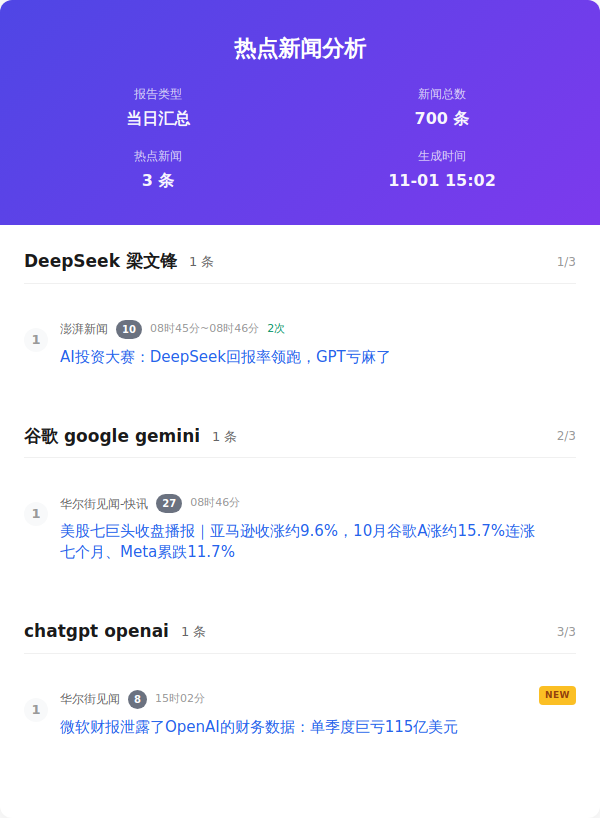 热点新闻分析
报告类型
当日汇总
新闻总数
700 条
热点新闻
3 条
生成时间
11-01 15:02
DeepSeek 梁文锋 1 条 1/3
1 澎湃新闻 10 08时45分~08时46分 2次
AI投资大赛：DeepSeek回报率领跑，GPT亏麻了
谷歌 google gemini 1 条 2/3
1 华尔街见闻-快讯 27 08时46分
美股七巨头收盘播报｜亚马逊收涨约9.6%，10月谷歌A涨约15.7%连涨
七个月、Meta累跌11.7%
chatgpt openai 1 条 3/3
1 华尔街见闻 8 15时02分 NEW
微软财报泄露了OpenAI的财务数据：单季度巨亏115亿美元